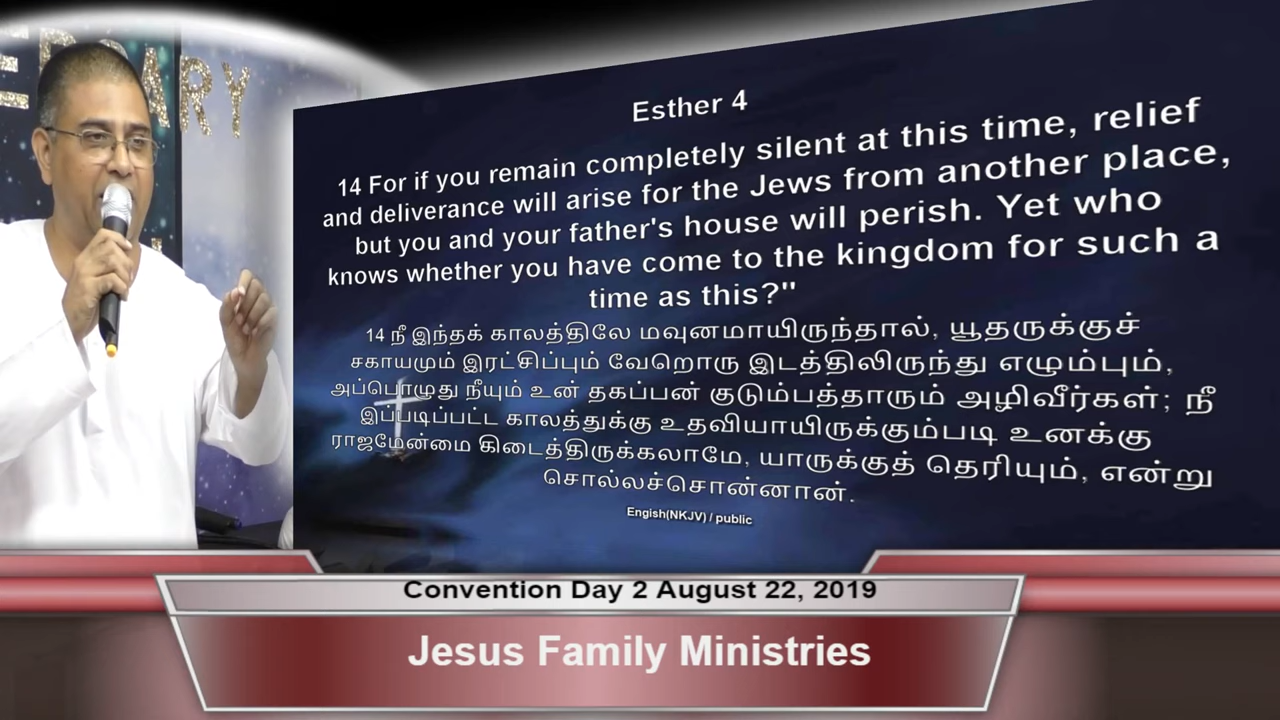 ERSARY
Esther 4
14 For if you remain completely silent at this time, relief
and deliverance will arise for the Jews from another place,
but you and your father's house will perish. Yet who
knows whether you have come to the kingdom for such a
time as this?"
14 நீ இந்தக் காலத்திலே மவுனமாயிருந்தால், யூதருக்குச்
சகாயமும் இரட்சிப்பும் வேறொரு இடத்திலிருந்து எழும்பும்,
அப்பொழுது நீயும் உன் தகப்பன் குடும்பத்தாரும் அழிவீர்கள்; நீ
இப்படிப்பட்ட காலத்துக்கு உதவியாயிருக்கும்படி உனக்கு
ராஜமேன்மை கிடைத்திருக்கலாமே, யாருக்குத் தெரியும், என்று
சொல்லச்சொன்னான்.
Engish(NKJV) / public
Convention Day 2 August 22, 2019
Jesus Family Ministries